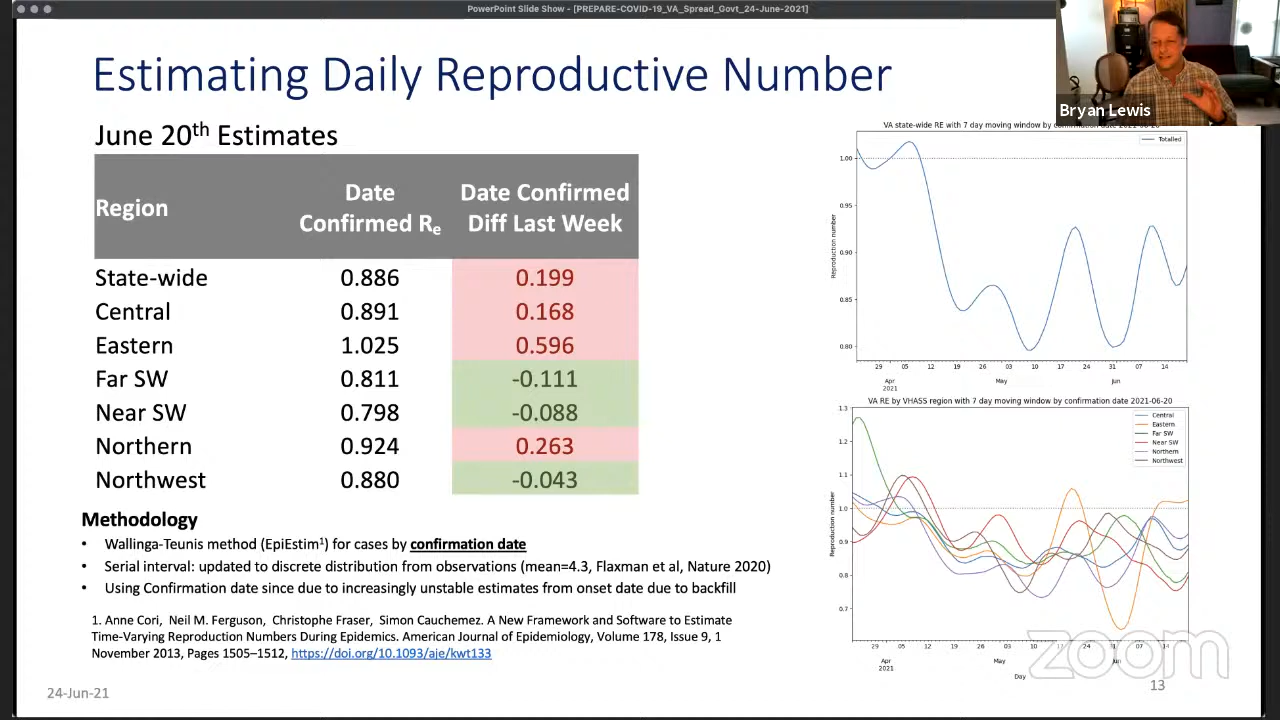 PowerPoint Slide Show - [PREPARE-COVID-19_VA_Spread_Govt_24-June-2021]
Estimating Daily Reproductive Number
Bryan Lewis
June 20th Estimates
Region Date Confirmed Re Date Confirmed Diff Last Week
State-wide 0.886 0.199
Central 0.891 0.168
Eastern 1.025 0.596
Far SW 0.811 -0.111
Near SW 0.798 -0.088
Northern 0.924 0.263
Northwest 0.880 -0.043
Methodology
• Wallinga-Teunis method (EpiEstim1) for cases by confirmation date
• Serial interval: updated to discrete distribution from observations (mean=4.3, Flaxman et al, Nature 2020)
• Using Confirmation date since due to increasingly unstable estimates from onset date due to backfill
1. Anne Cori, Neil M. Ferguson, Christophe Fraser, Simon Cauchemez. A New Framework and Software to Estimate
Time-Varying Reproduction Numbers During Epidemics. American Journal of Epidemiology, Volume 178, Issue 9, 1
November 2013, Pages 1505–1512, https://doi.org/10.1093/aje/kwt133
24-Jun-21
VA state-wide RE with 7 day moving window by confirmation date 2021-06-20
Totalled
Reproduction number
1.00
0.95
0.90
0.85
0.80
29 05 12 19 26 03 10 17 24 31 07 14
Apr May Jun
2021
VA RE by VHASS region with 7 day moving window by confirmation date 2021-06-20
Central
Eastern
Far SW
Near SW
Northern
Northwest
Reproduction number
1.3
1.2
1.1
1.0
0.9
0.8
0.7
29 05 12 19 26 03 10 17 24 31 07 14
Apr May Jun
2021
Day
zoom
13